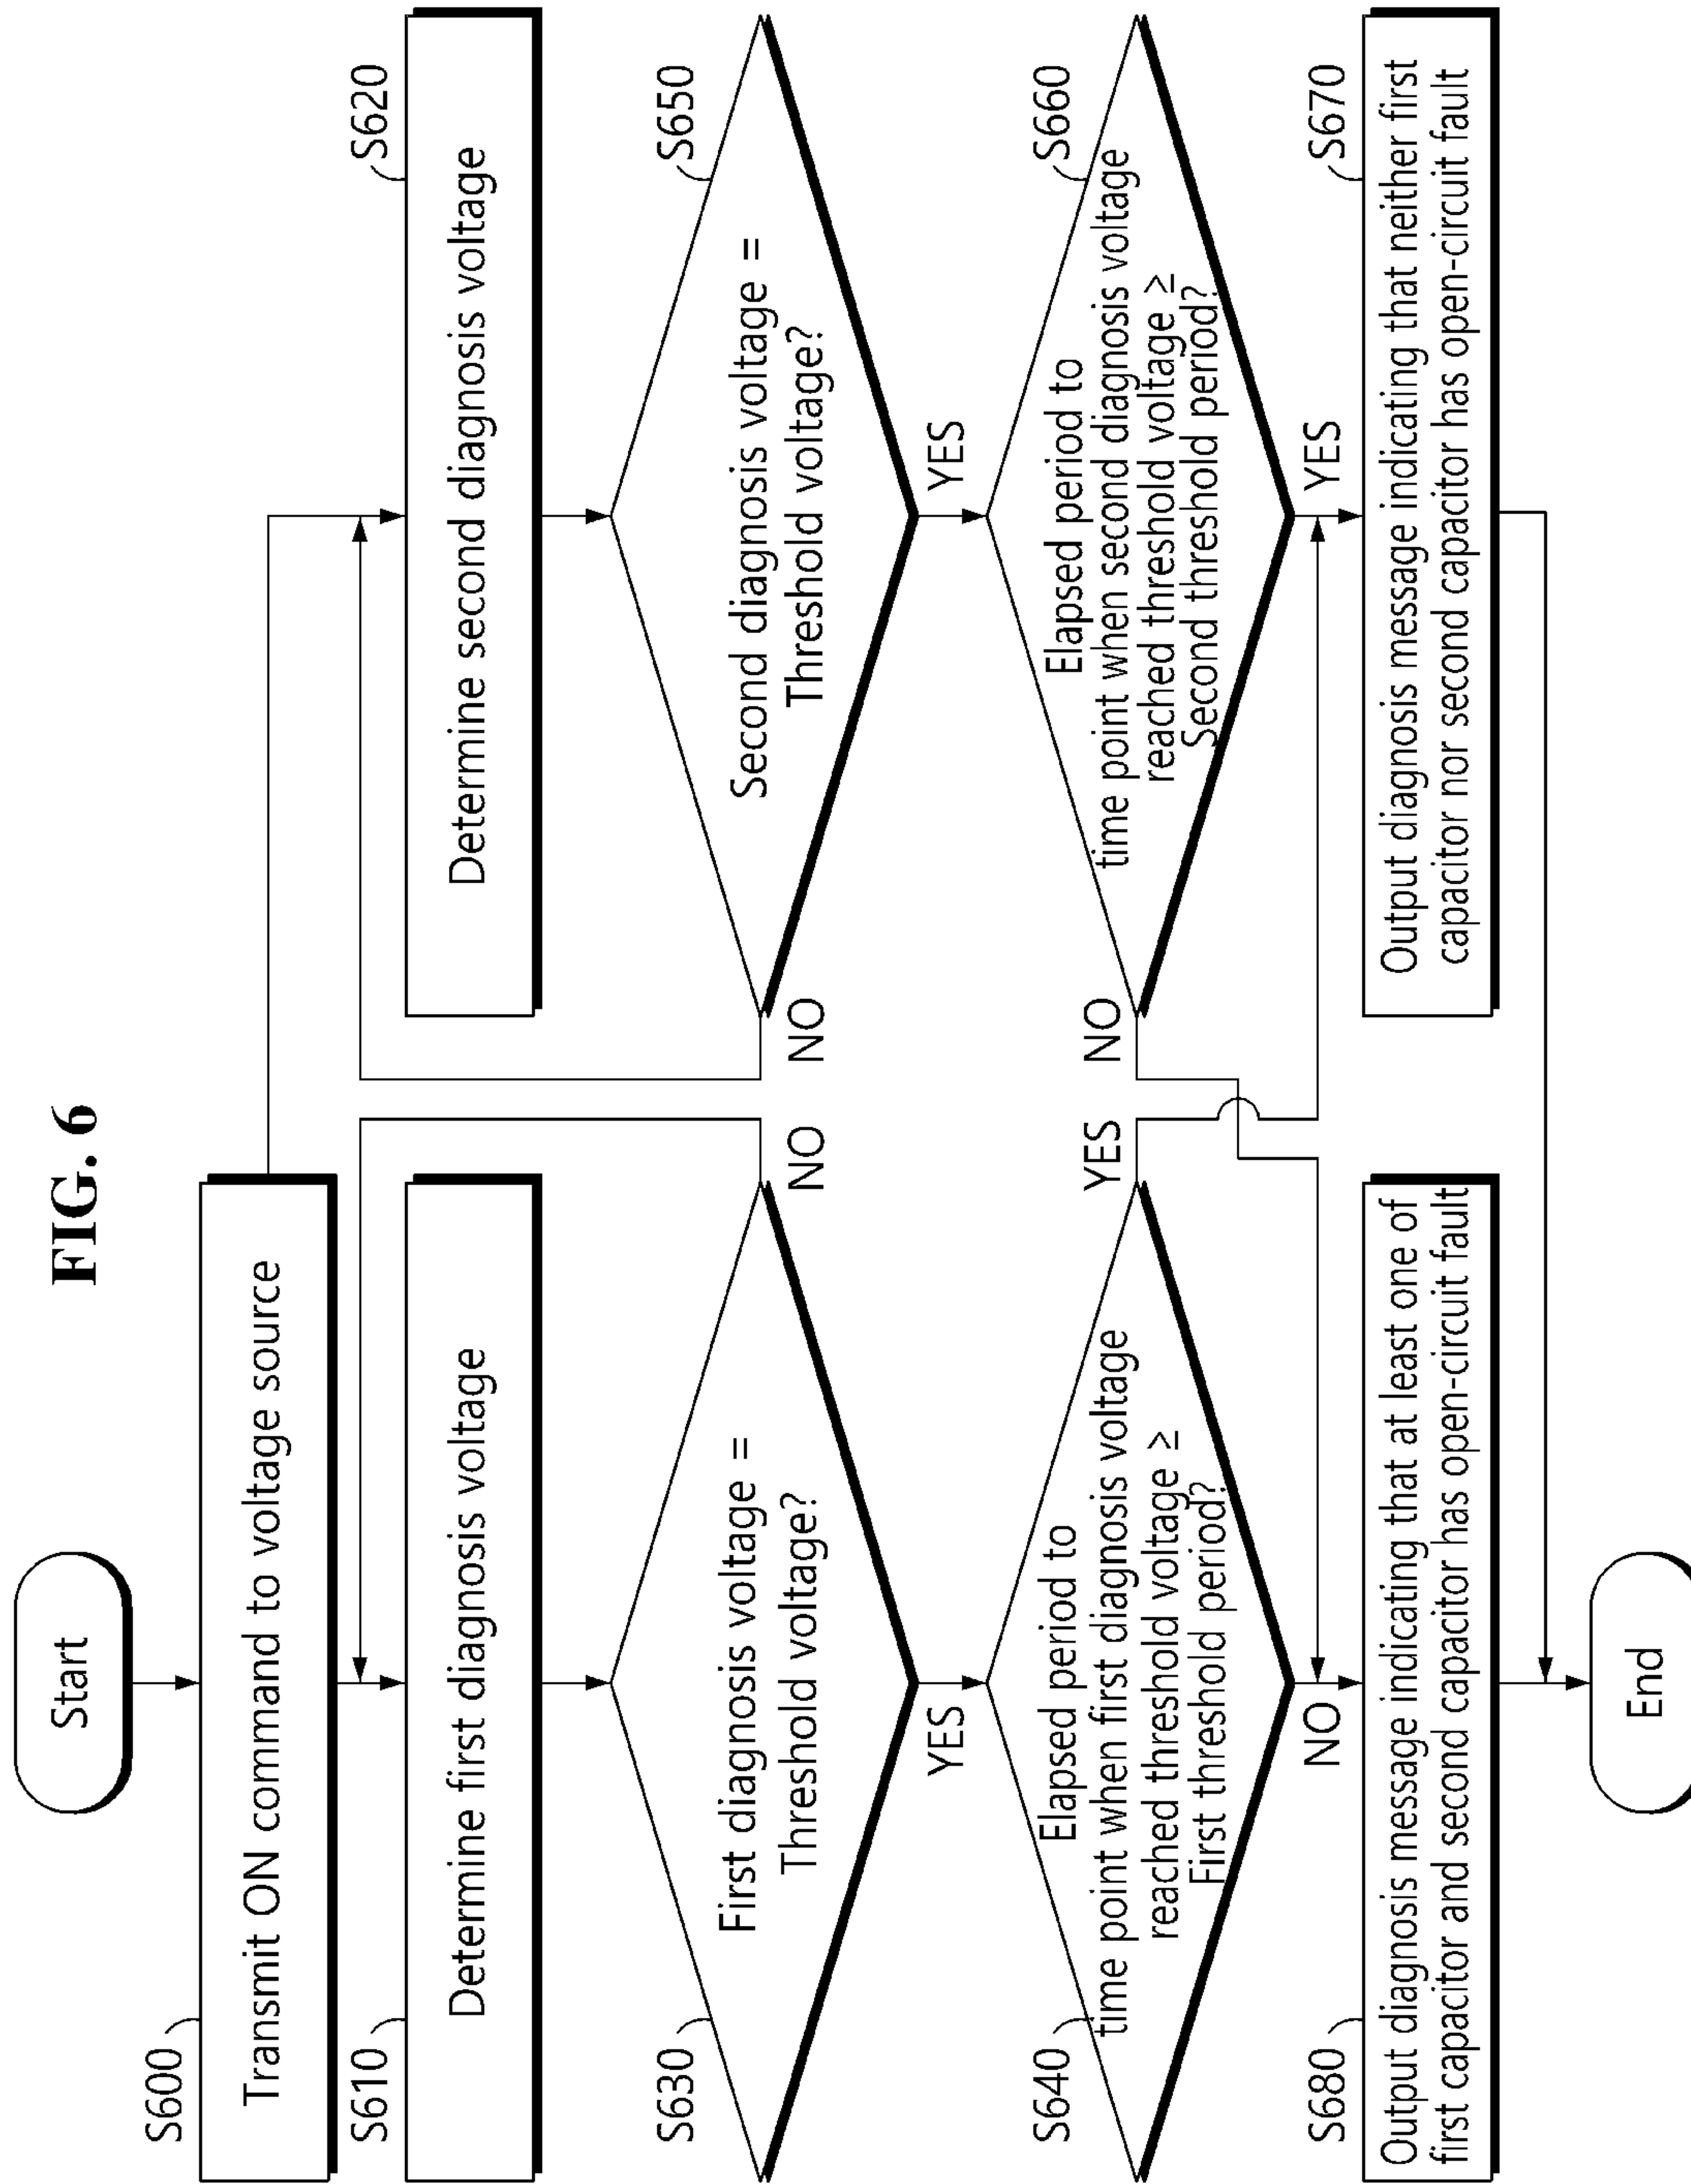 FIG. 6
Start
S600
Transmit ON command to voltage source
S610
Determine first diagnosis voltage
S620
Determine second diagnosis voltage
S630
First diagnosis voltage =
Threshold voltage?
NO
YES
S650
Second diagnosis voltage =
Threshold voltage?
NO
YES
S640
Elapsed period to
time point when first diagnosis voltage
reached threshold voltage ≥
First threshold period?
YES
NO
S660
Elapsed period to
time point when second diagnosis voltage
reached threshold voltage ≥
Second threshold period?
NO
YES
S680
Output diagnosis message indicating that at least one of
first capacitor and second capacitor has open-circuit fault
S670
Output diagnosis message indicating that neither first
capacitor nor second capacitor has open-circuit fault
End